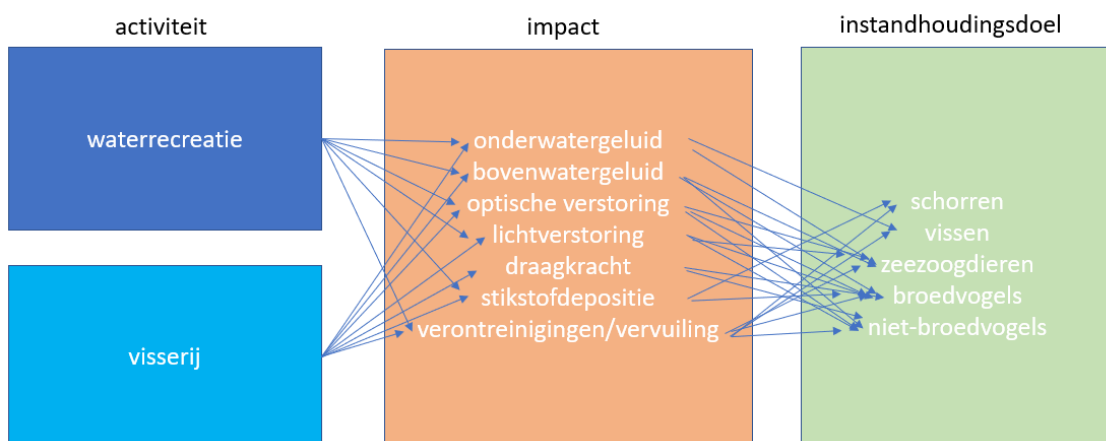 activiteit
impact
instandhoudingsdoel
waterrecreatie
visserij
onderwatergeluid
bovenwatergeluid
optische verstoring
lichtverstoring
draagkracht
stikstofdepositie
verontreinigingen/vervuiling
schorren
vissen
zeezoogdieren
broedvogels
niet-broedvogels